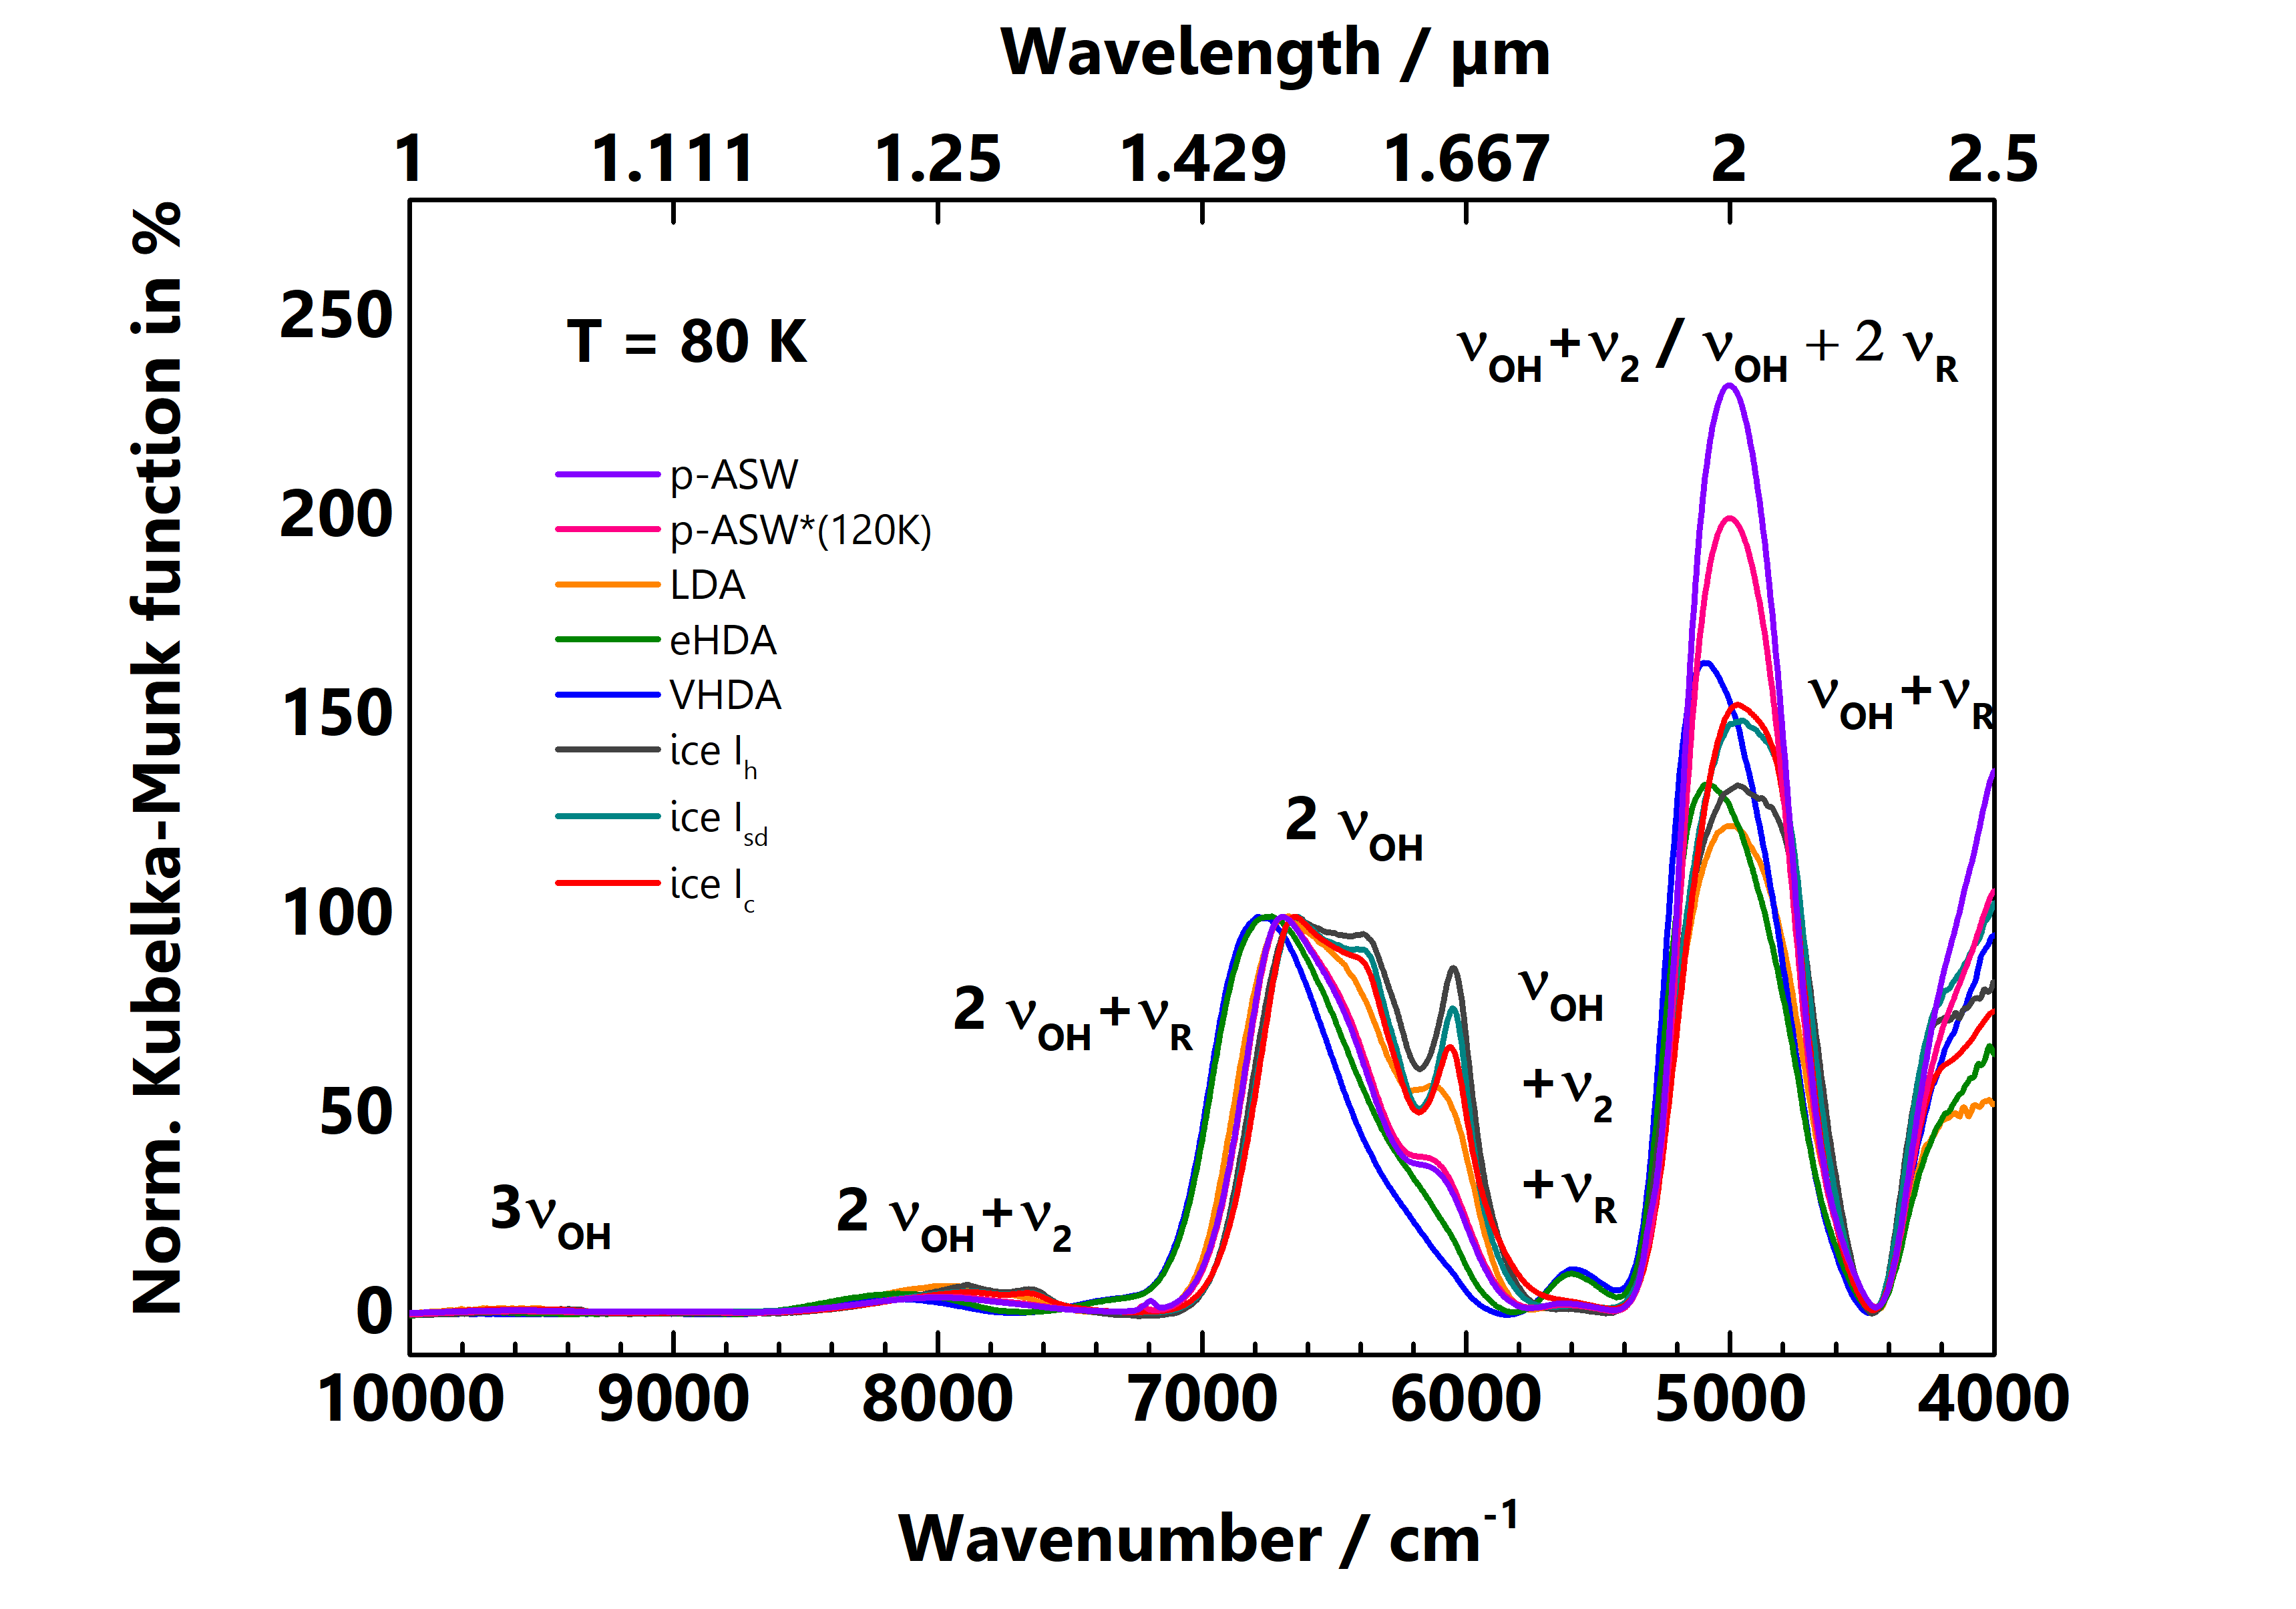 Wavelength / µm
1 1.111 1.25 1.429 1.667 2 2.5
Norm. Kubelka-Munk function in %
250
200
150
100
50
0
T = 80 K
p-ASW
p-ASW*(120K)
LDA
eHDA
VHDA
ice Ih
ice Isd
ice Ic
νOH+ν2 / νOH + 2 νR
νOH+νR
2 νOH
2 νOH+νR
νOH
+ν2
+νR
3νOH
2 νOH+ν2
10000 9000 8000 7000 6000 5000 4000
Wavenumber / cm-1